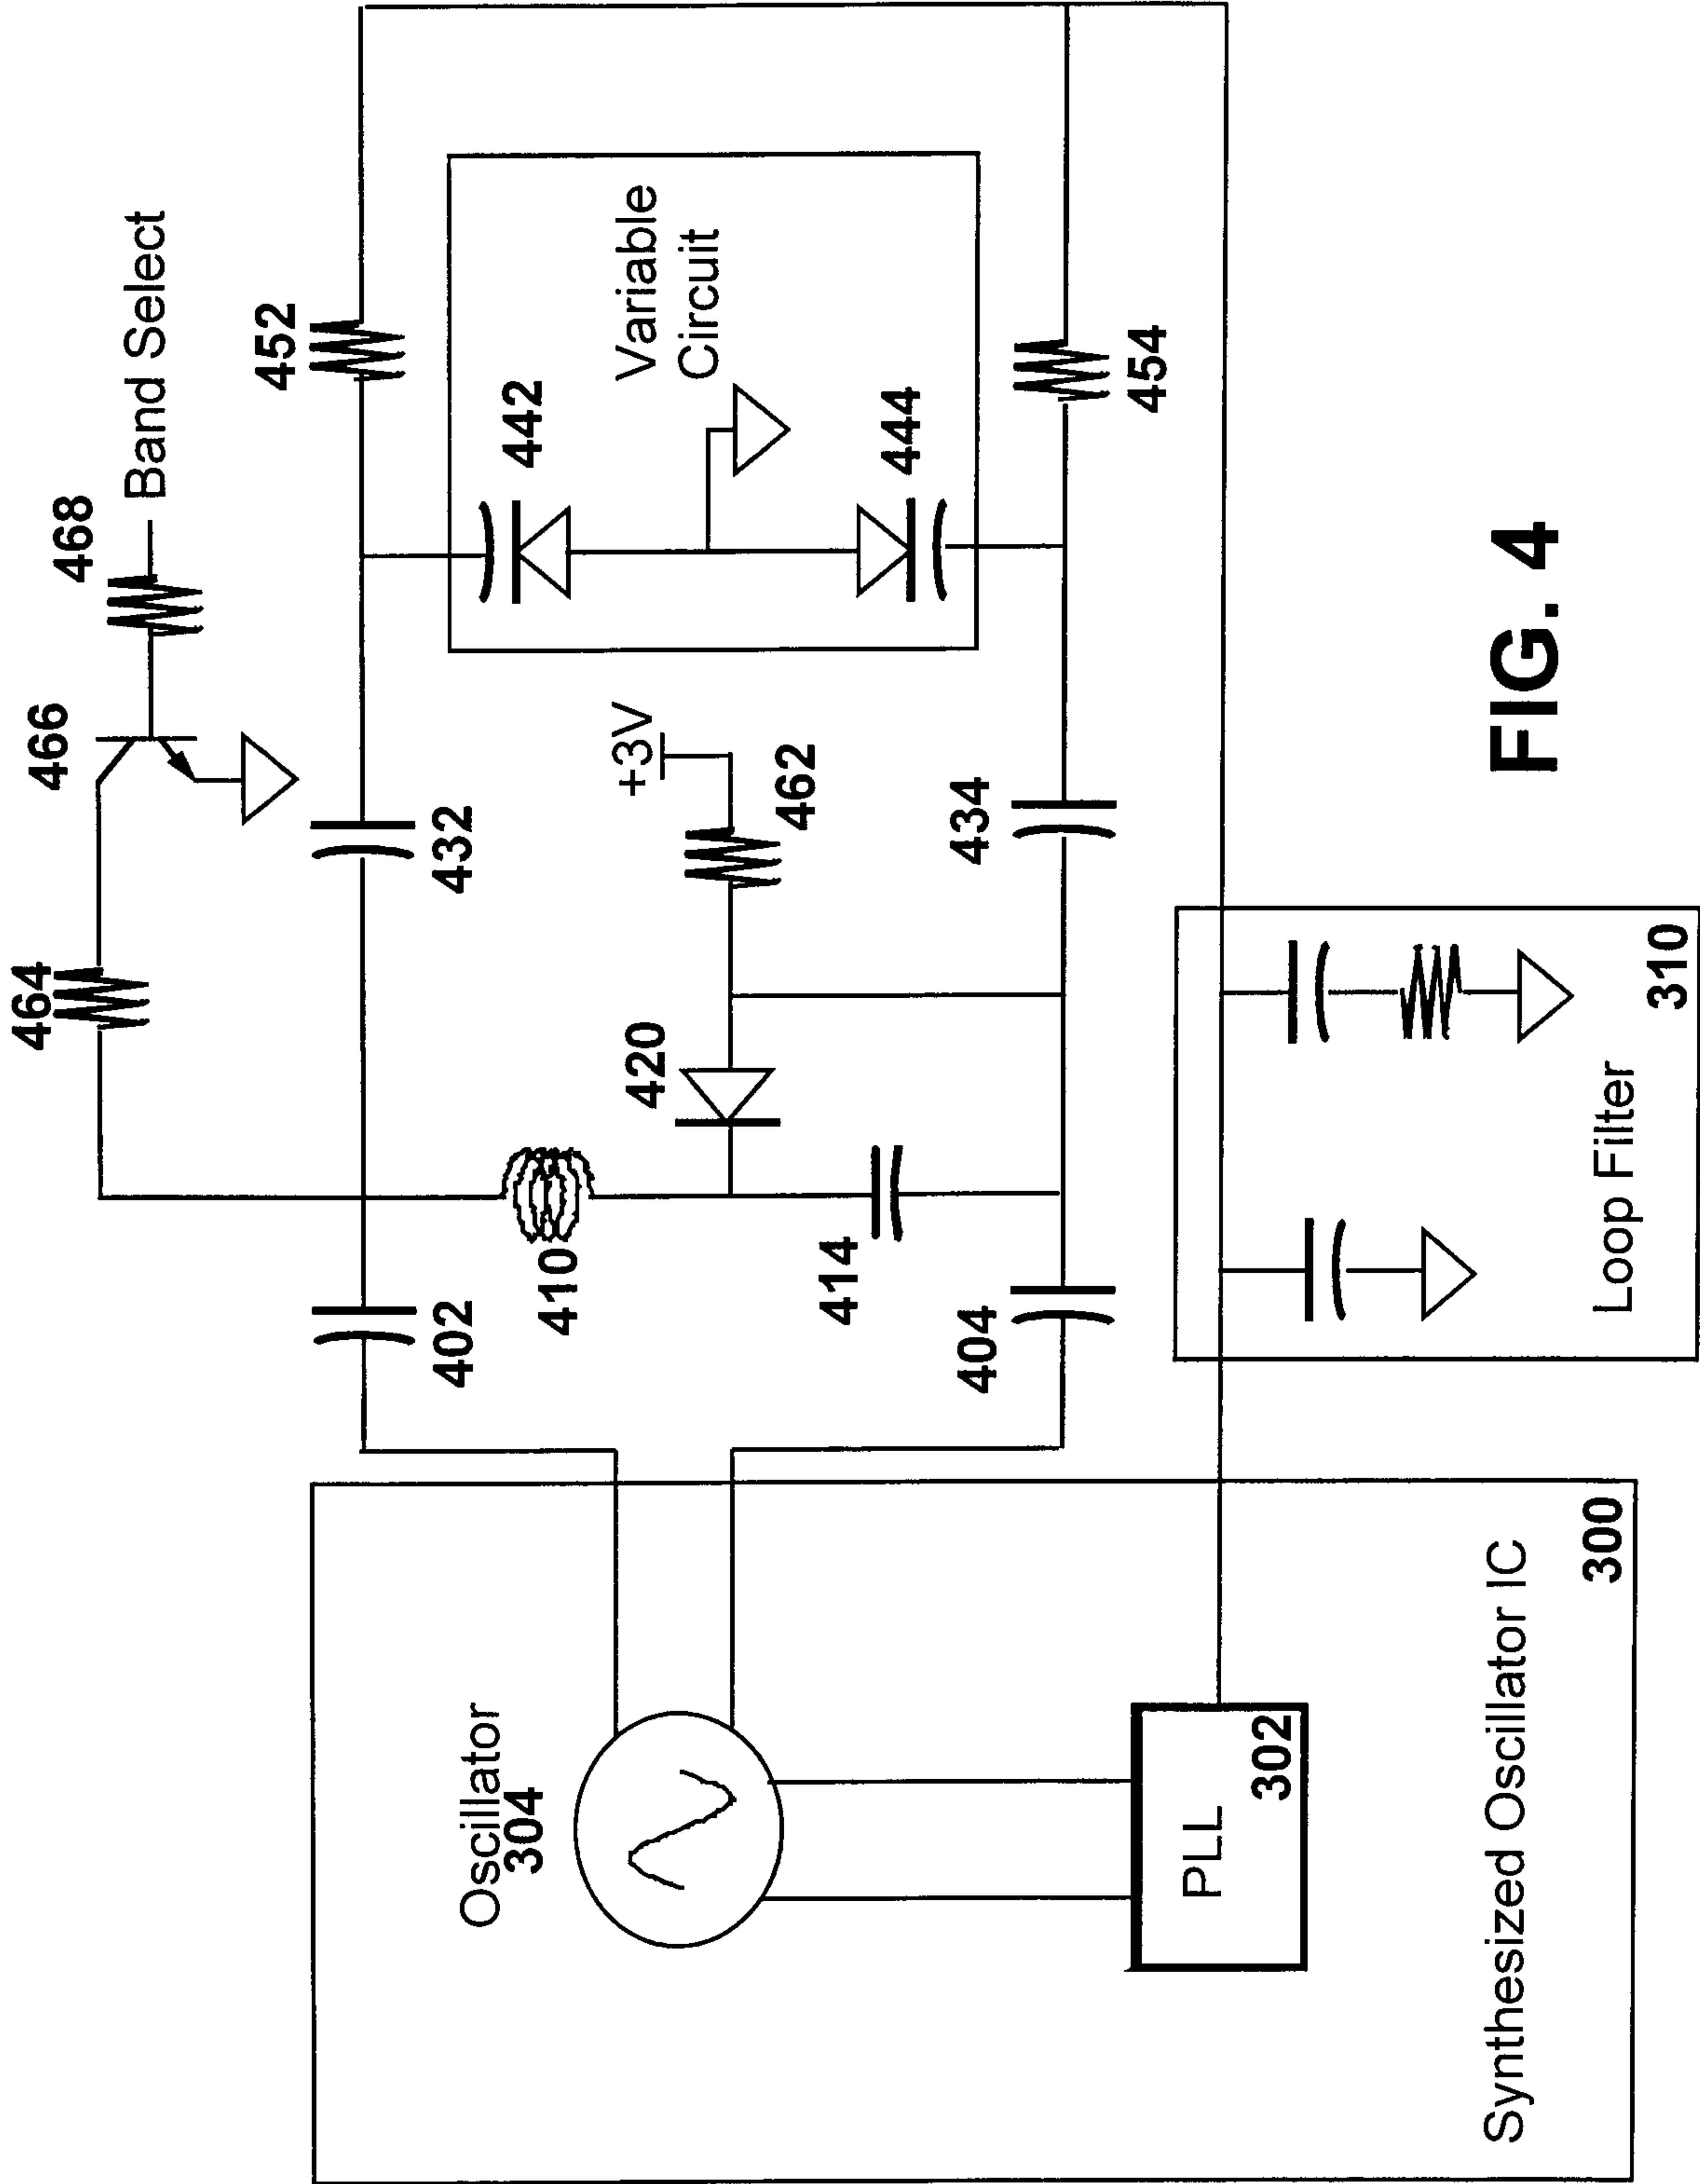 464
466
468
Band Select
452
402
432
442
Variable
Circuit
+3V
462
420
410
414
444
404
434
454
Oscillator
304
PLL
302
Synthesized Oscillator IC
300
Loop Filter
310
FIG. 4